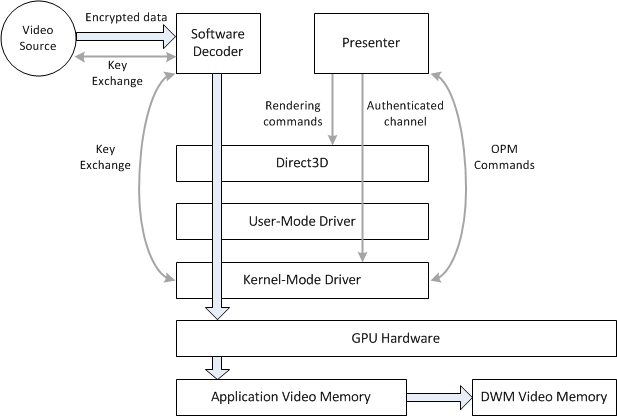 Encrypted data
Video
Source
Software
Decoder
Presenter
Key
Exchange
Rendering
commands
Authenticated
channel
Key
Exchange
OPM
Commands
Direct3D
User-Mode Driver
Kernel-Mode Driver
GPU Hardware
Application Video Memory
DWM Video Memory